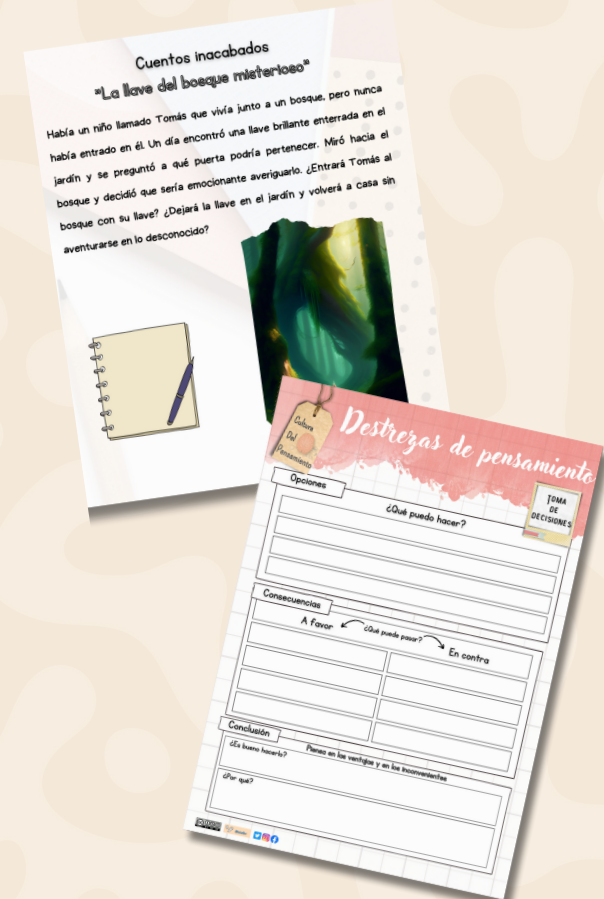 Cuentos inacabados
"La llave del bosque misterioso"
Había un niño llamado Tomás que vivía junto a un bosque, pero nunca
había entrado en él. Un día encontró una llave brillante enterrada en el
jardín y se preguntó a qué puerta podría pertenecer. Miró hacia el
bosque y decidió que sería emocionante averiguarlo. ¿Entrará Tomás al
bosque con su llave? ¿Dejará la llave en el jardín y volverá a casa sin
aventurarse en lo desconocido?
Cultura
Del
Pensamiento
Destrezas de pensamiento
TOMA
DE
DECISIONES
Opciones
¿Qué puedo hacer?
Consecuencias
A favor
¿Qué puede pasar?
En contra
Conclusión
Piensa en las ventajas y en los inconvenientes
¿Es bueno hacerlo?
¿Por qué?